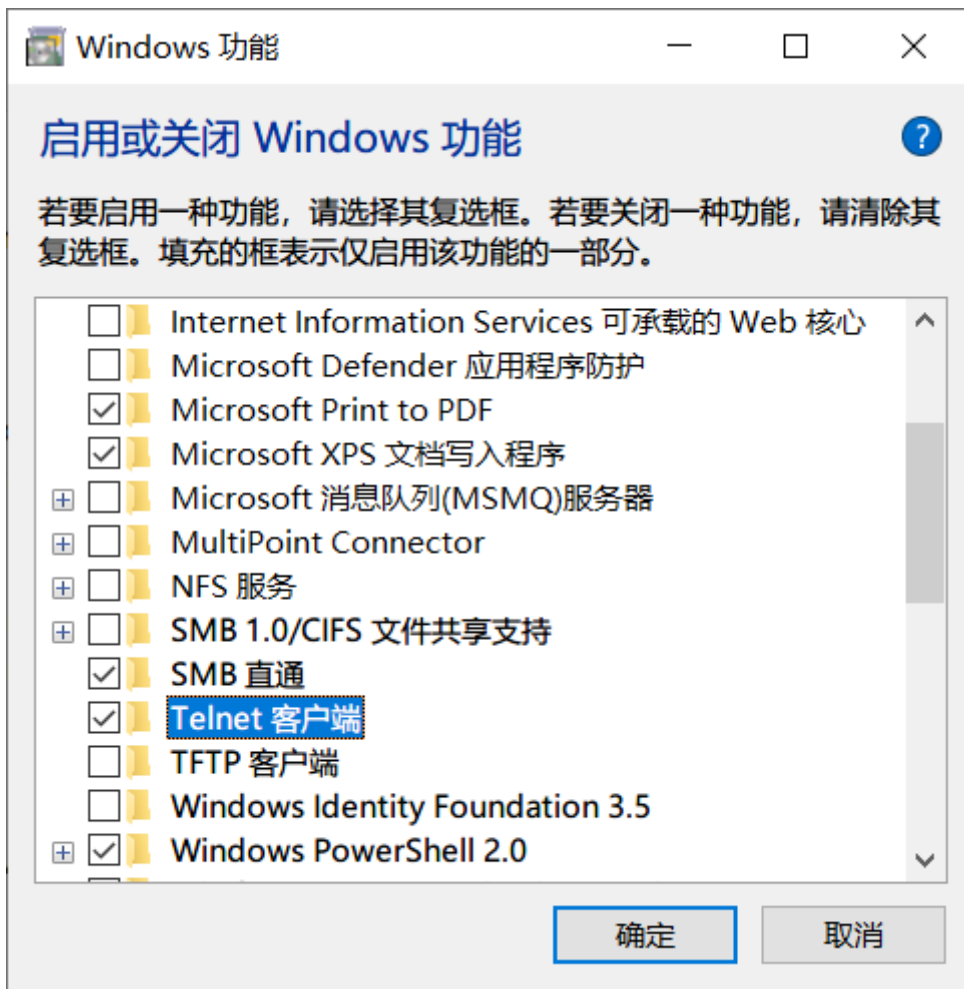 Windows 功能
启用或关闭 Windows 功能
?
若要启用一种功能，请选择其复选框。若要关闭一种功能，请清除其
复选框。填充的框表示仅启用该功能的一部分。
Internet Information Services 可承载的 Web 核心
Microsoft Defender 应用程序防护
Microsoft Print to PDF
Microsoft XPS 文档写入程序
Microsoft 消息队列(MSMQ)服务器
MultiPoint Connector
NFS 服务
SMB 1.0/CIFS 文件共享支持
SMB 直通
Telnet 客户端
TFTP 客户端
Windows Identity Foundation 3.5
Windows PowerShell 2.0
确定
取消